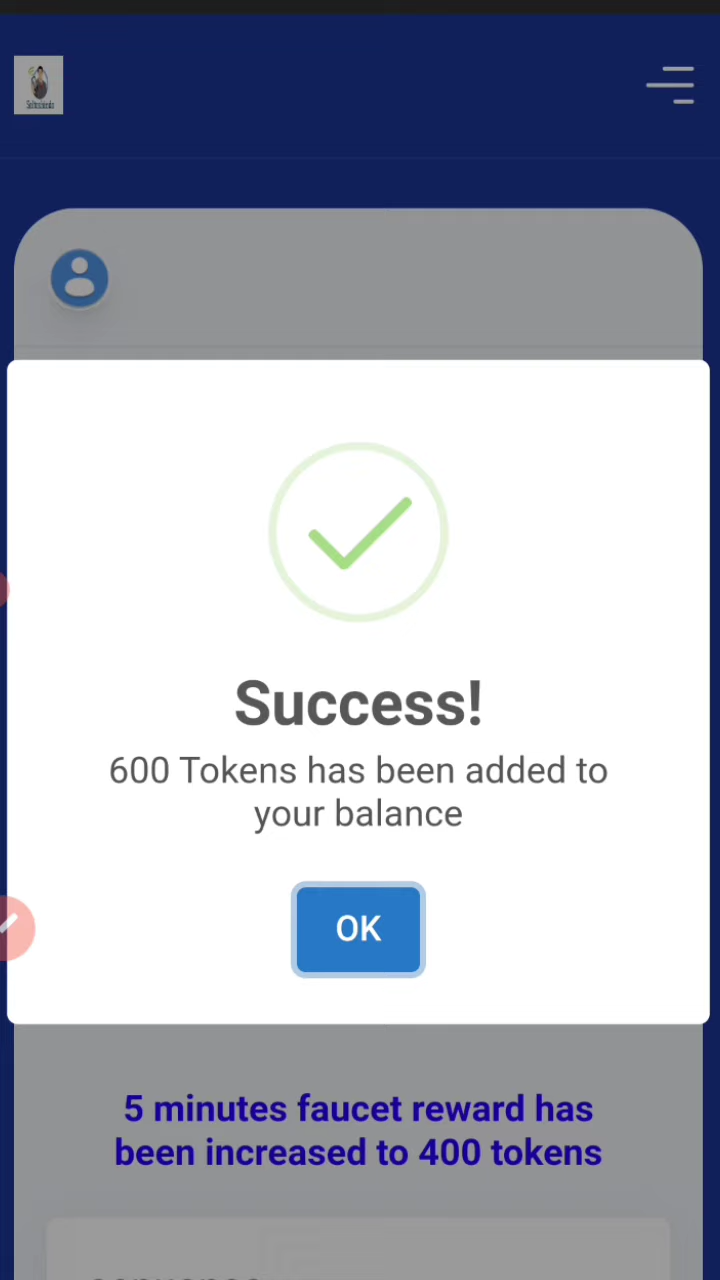 Success!
600 Tokens has been added to
your balance
OK
5 minutes faucet reward has
been increased to 400 tokens